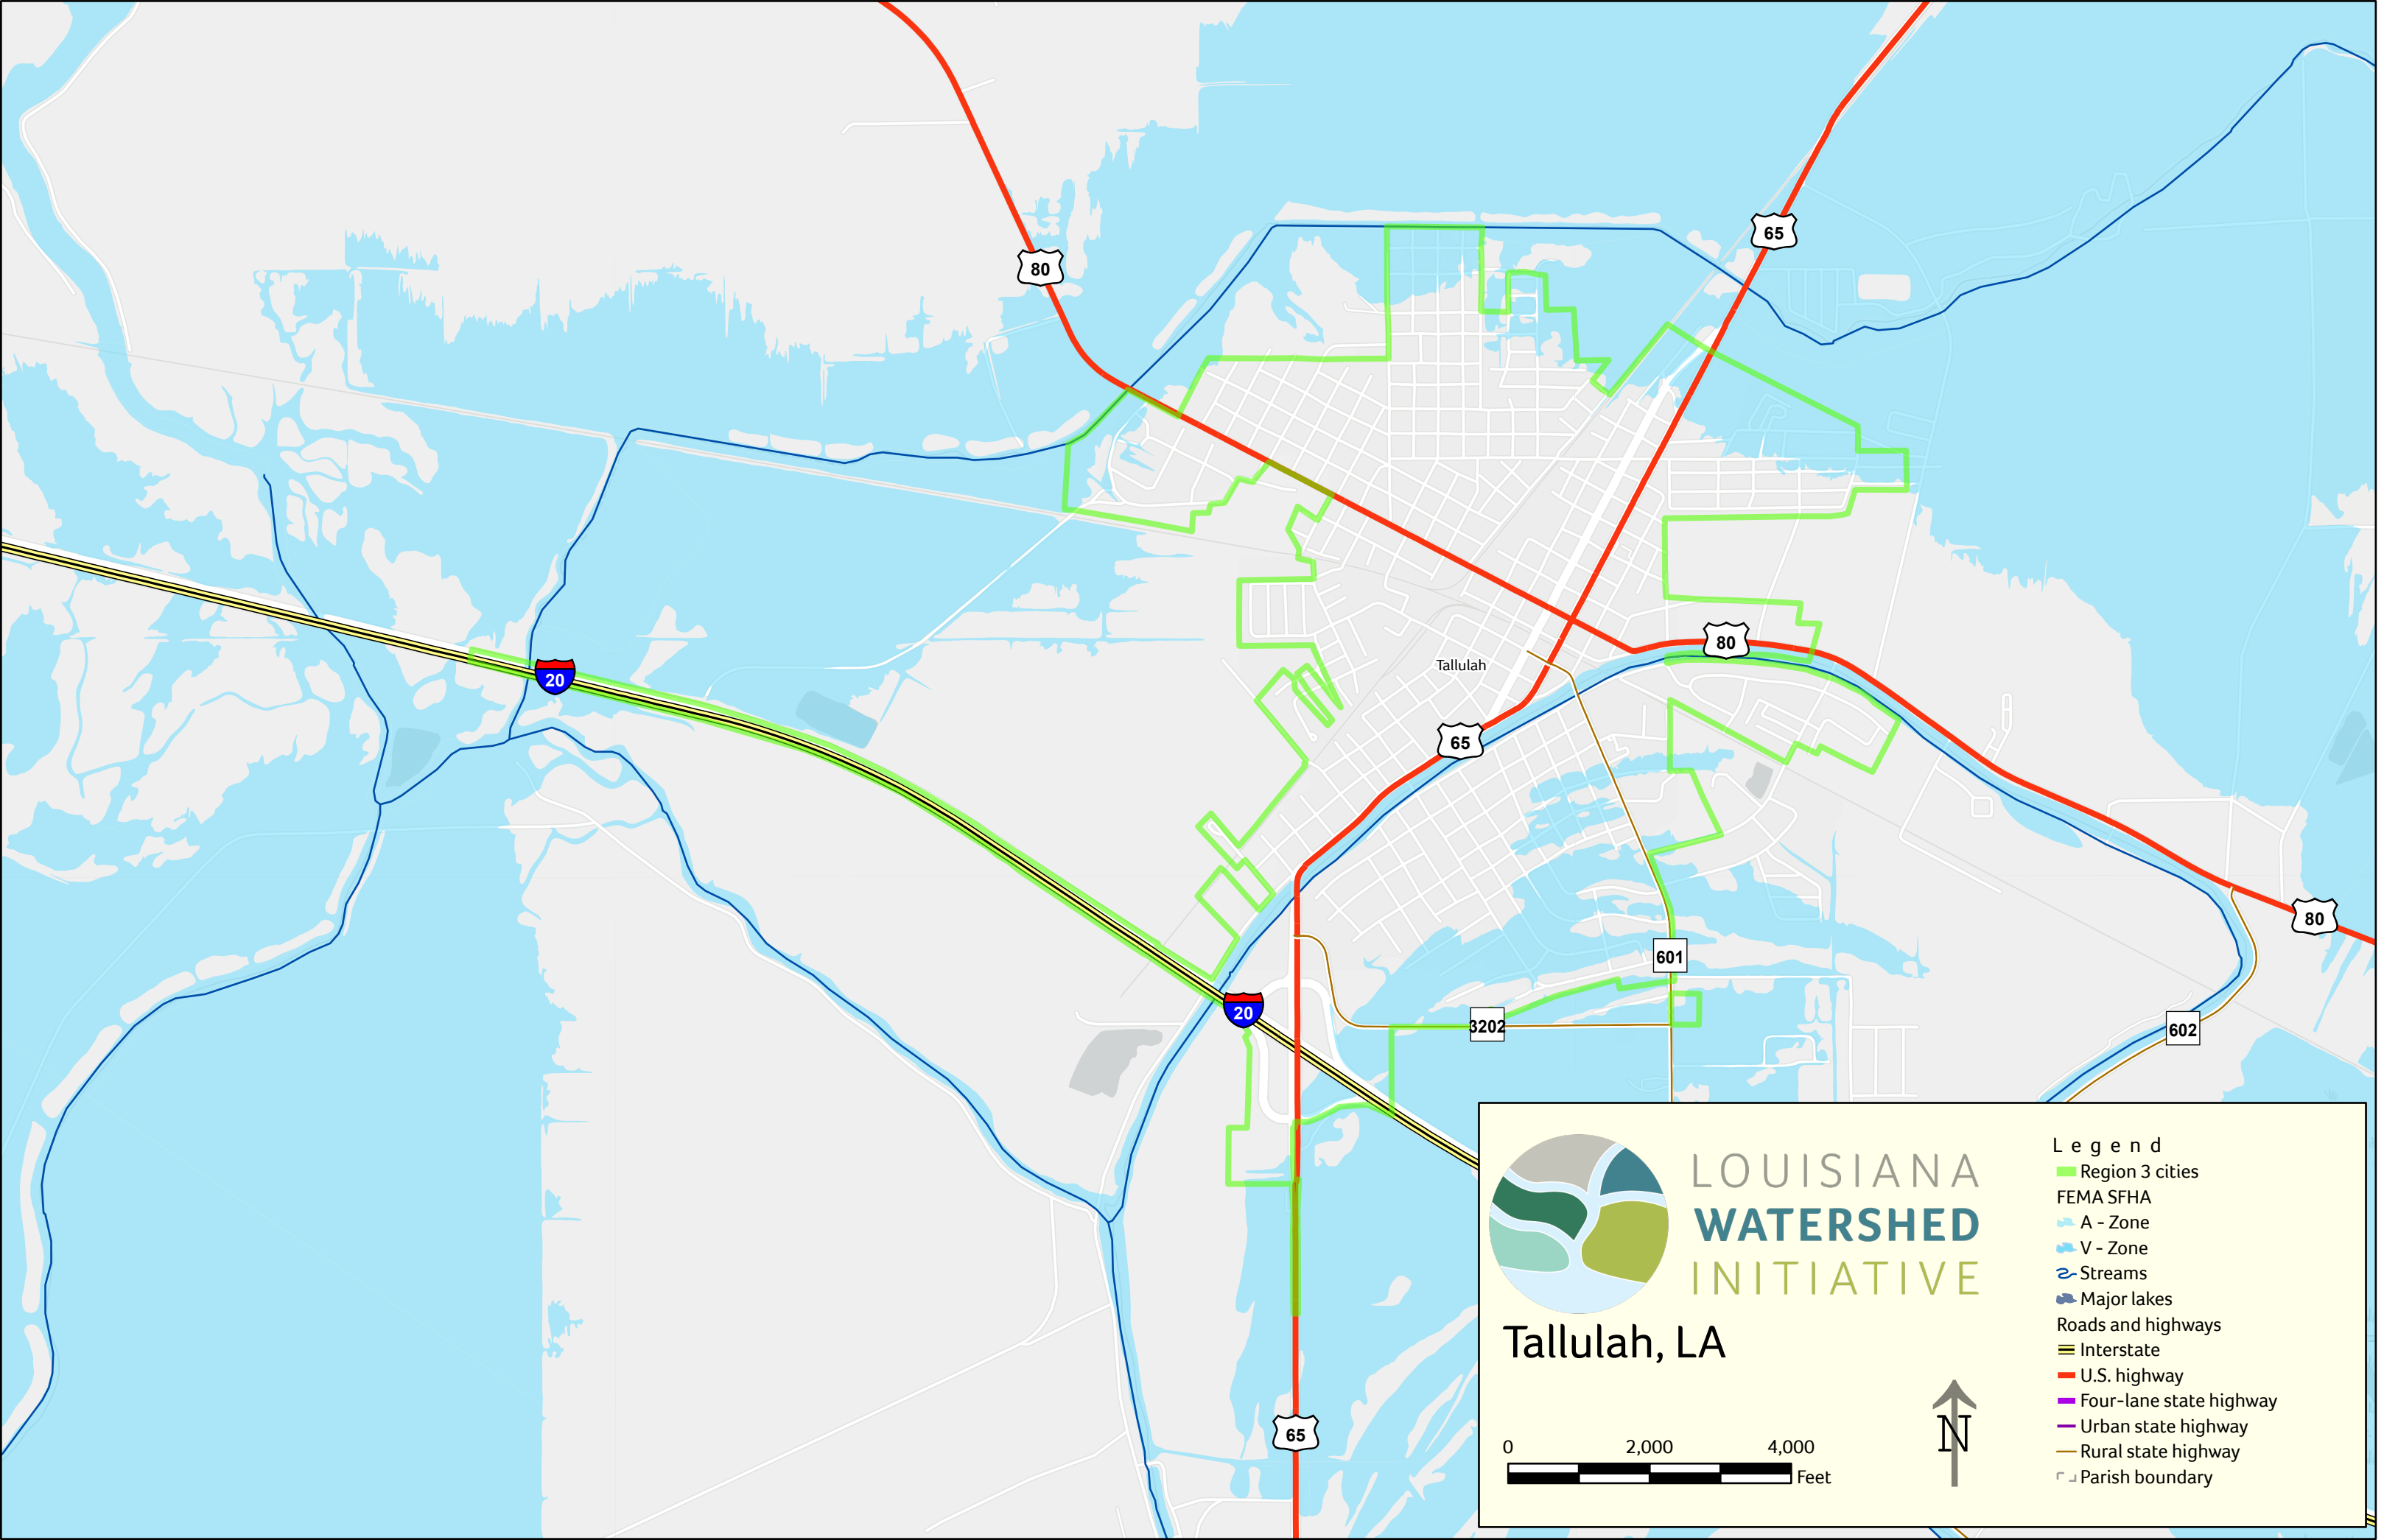 65
80
20
80
Tallulah
65
80
601
20
3202
602
65
LOUISIANA
WATERSHED
INITIATIVE
Tallulah, LA
0 2,000 4,000
Feet
N
Legend
Region 3 cities
FEMA SFHA
A - Zone
V - Zone
Streams
Major lakes
Roads and highways
Interstate
U.S. highway
Four-lane state highway
Urban state highway
Rural state highway
Parish boundary